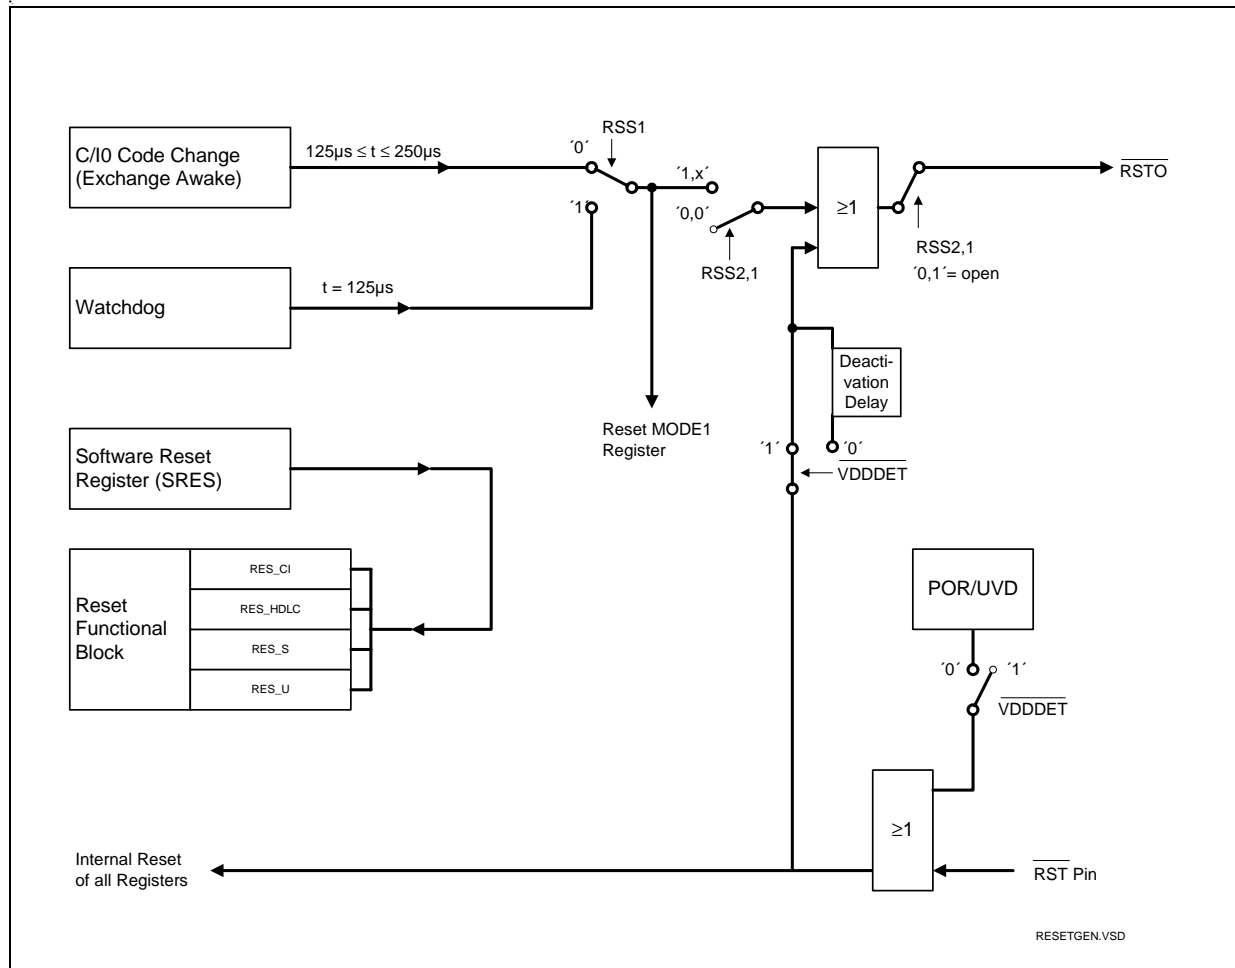 C/I0 Code Change
(Exchange Awake)
125µs ≤ t ≤ 250µs
´0´
RSS1
´1´
´1,x´
´0,0´
RSS2,1
≥1
RSTO
RSS2,1
´0,1´= open
Watchdog
t = 125µs
Deacti-
vation
Delay
Reset MODE1
Register
´1´
´0´
VDDDET
Software Reset
Register (SRES)
Reset
Functional
Block
RES_CI
RES_HDLC
RES_S
RES_U
POR/UVD
´0´
´1´
VDDDET
≥1
Internal Reset
of all Registers
RST Pin
RESETGEN.VSD